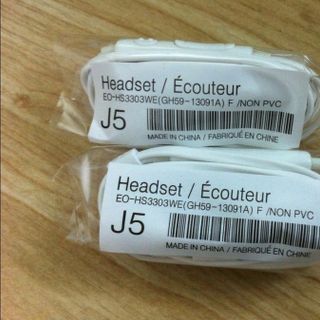 Headset / Écouteur
EO-HS3303WE(GH59-13091A) F /NON PVC
J5
MADE IN CHINA / FABRIQUÉ EN CHINE
Headset / Écouteur
EO-HS3303WE(GH59-13091A) F /NON PVC
J5
MADE IN CHINA / FABRIQUÉ EN CHINE